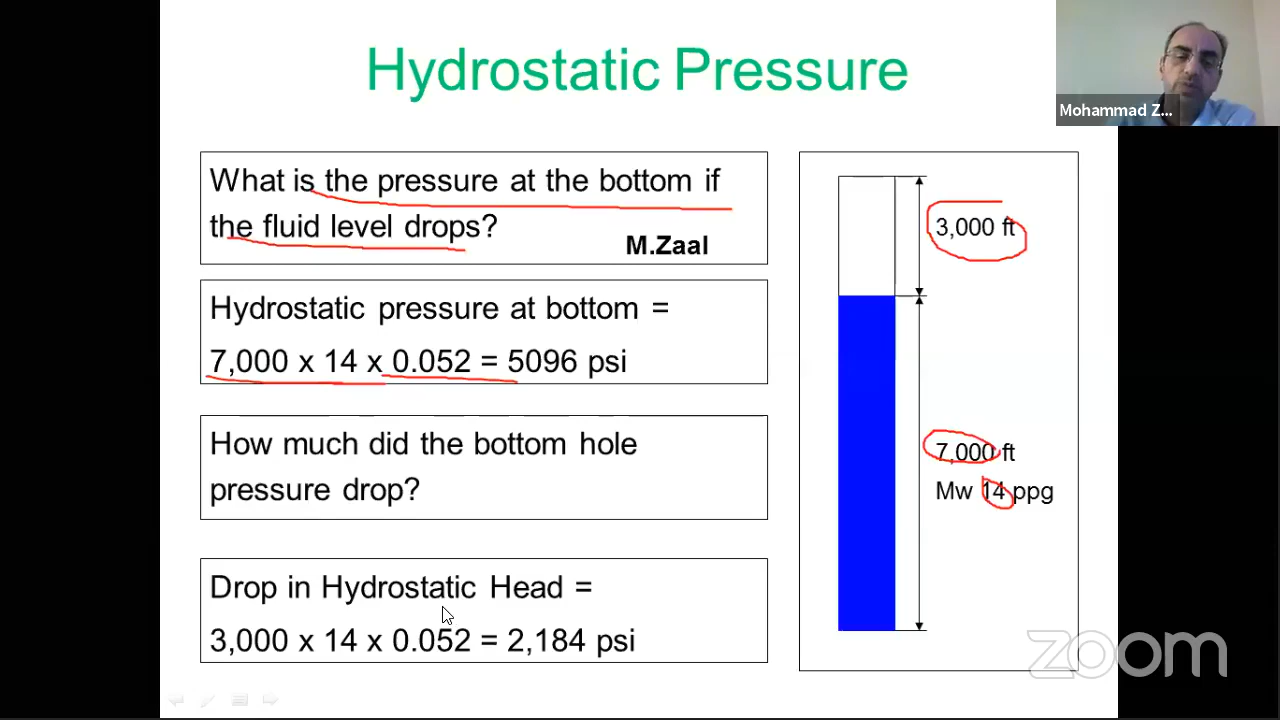 Hydrostatic Pressure
Mohammad Z...
What is the pressure at the bottom if
the fluid level drops?
M.Zaal
Hydrostatic pressure at bottom =
7,000 x 14 x 0.052 = 5096 psi
How much did the bottom hole
pressure drop?
Drop in Hydrostatic Head =
3,000 x 14 x 0.052 = 2,184 psi
3,000 ft
7,000 ft
Mw 14 ppg
zoom